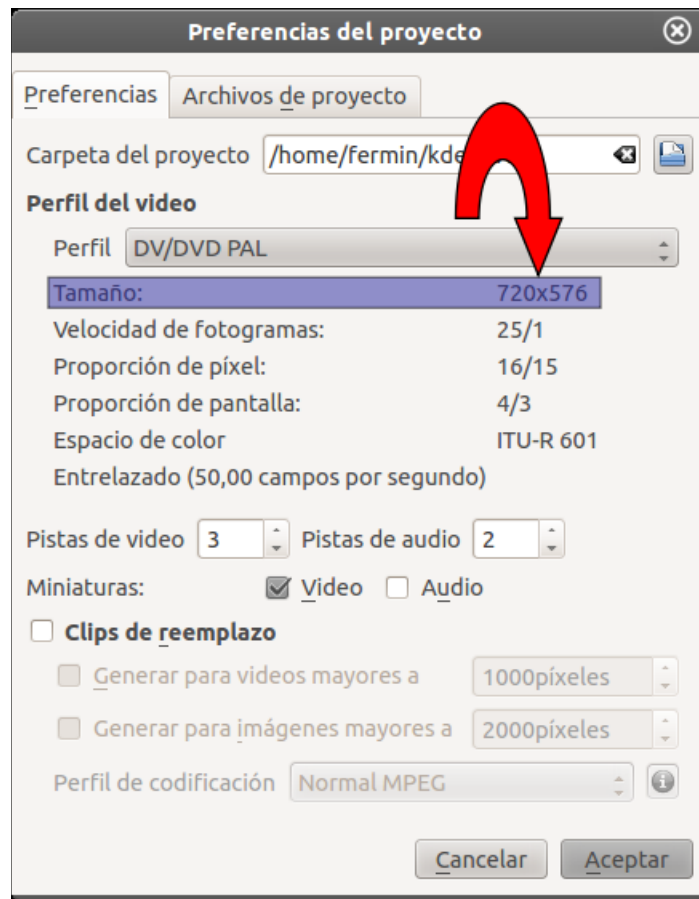 Preferencias del proyecto
Preferencias Archivos de proyecto
Carpeta del proyecto /home/fermin/kde
Perfil del video
Perfil DV/DVD PAL
Tamaño: 720x576
Velocidad de fotogramas: 25/1
Proporción de píxel: 16/15
Proporción de pantalla: 4/3
Espacio de color ITU-R 601
Entrelazado (50,00 campos por segundo)
Pistas de video 3 Pistas de audio 2
Miniaturas: Video Audio
Clips de reemplazo
Generar para videos mayores a 1000píxeles
Generar para imágenes mayores a 2000píxeles
Perfil de codificación Normal MPEG
Cancelar Aceptar